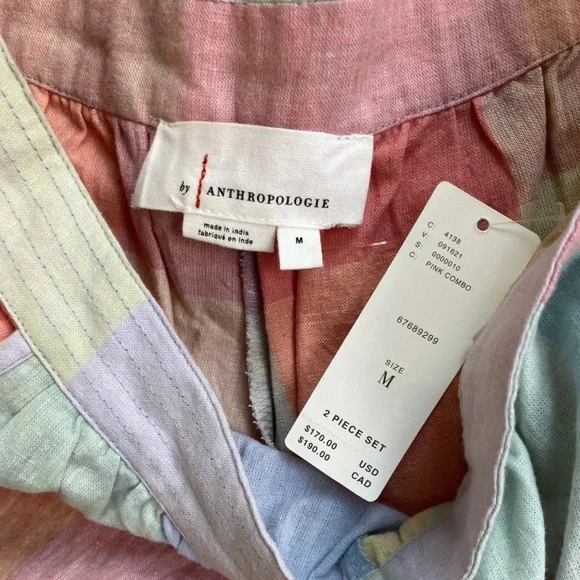 by ANTHROPOLOGIE
made in india
fabriqué en Inde
M
C: 4138
V: 091621
S: 0000010
C: PINK COMBO
67689299
SIZE
M
2 PIECE SET
$170.00 USD
$190.00 CAD